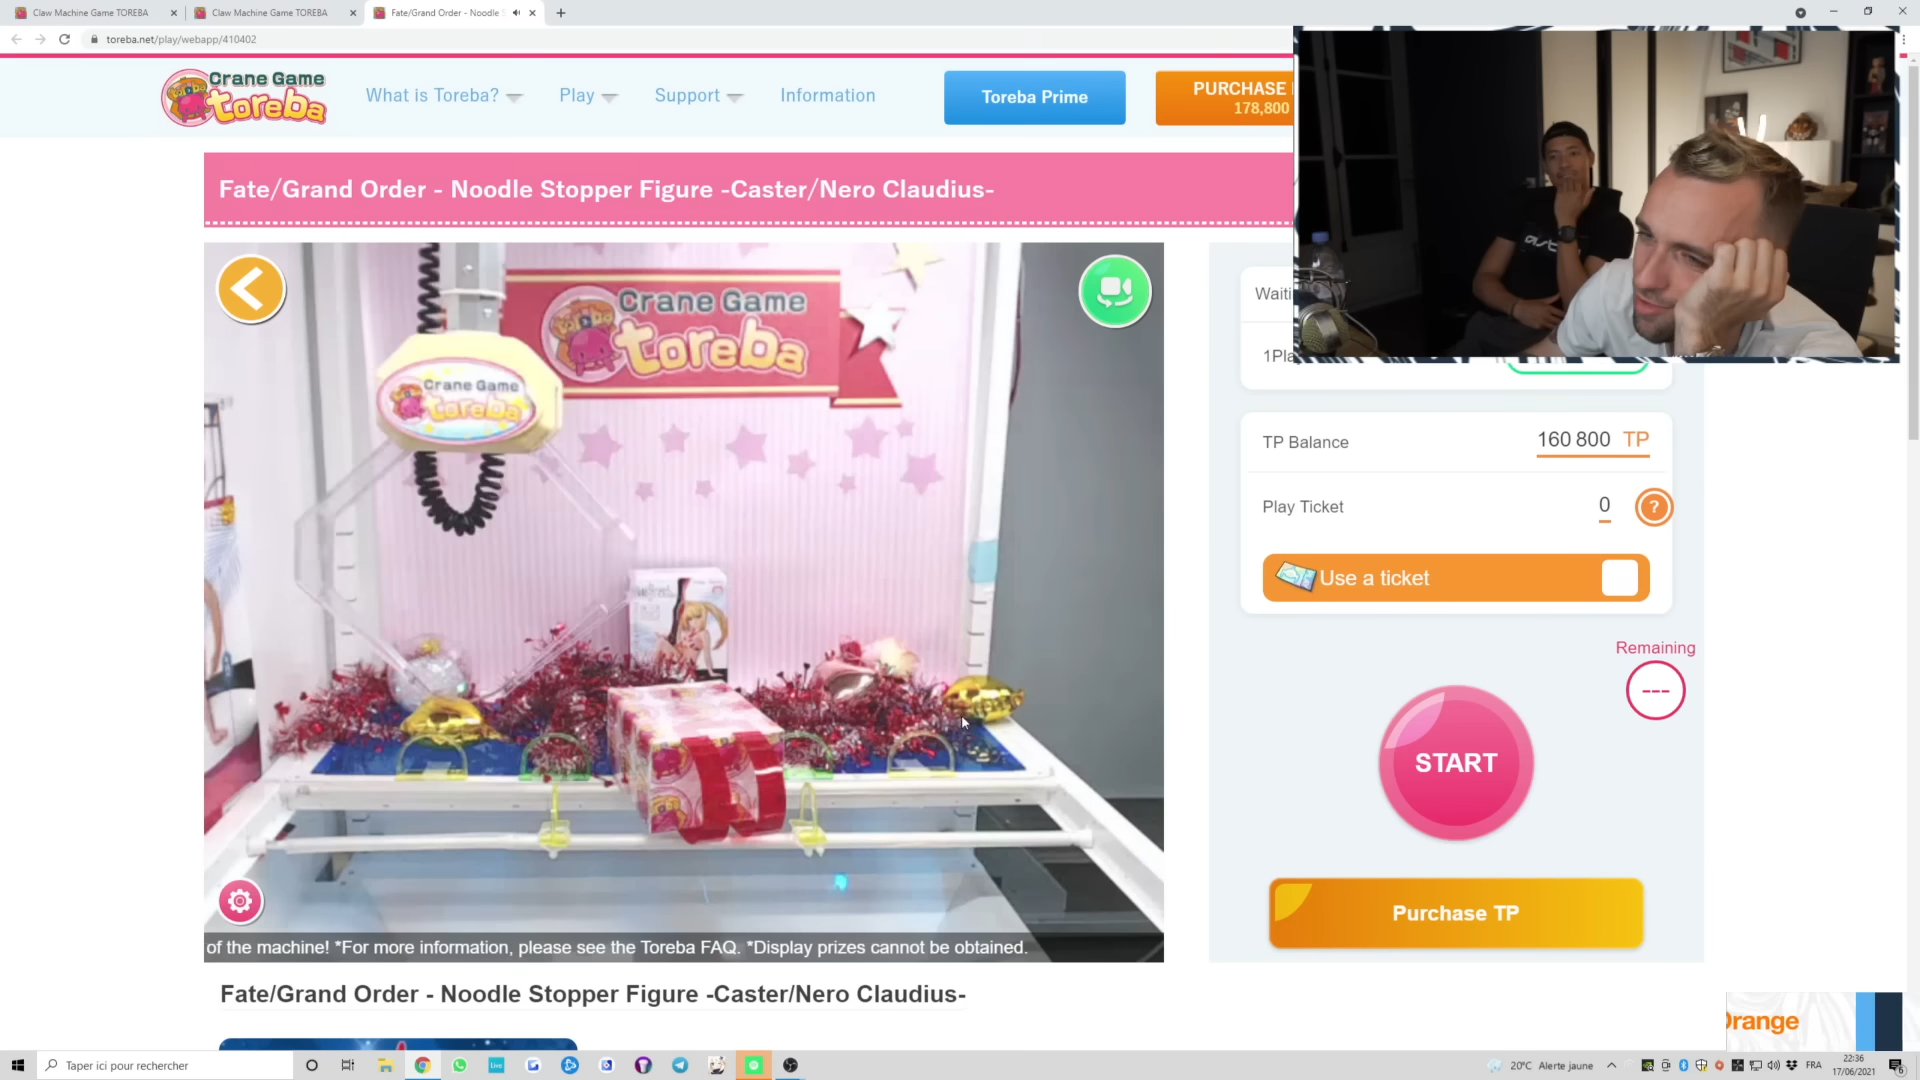 Claw Machine Game TOREBA
Claw Machine Game TOREBA
Fate/Grand Order - Noodle
toreba.net/play/webapp/410402
Crane Game
toreba
What is Toreba?
Play
Support
Information
Toreba Prime
PURCHASE
178,800
Fate/Grand Order - Noodle Stopper Figure -Caster/Nero Claudius-
Crane Game
toreba
Crane Game
toreba
Waiti
1Pla
TP Balance
160 800 TP
Play Ticket
0
?
Use a ticket
Remaining
---
START
Purchase TP
of the machine! *For more information, please see the Toreba FAQ. *Display prizes cannot be obtained.
Fate/Grand Order - Noodle Stopper Figure -Caster/Nero Claudius-
Orange
Taper ici pour rechercher
20°C Alerte jaune
FRA
22:36
17/06/2021